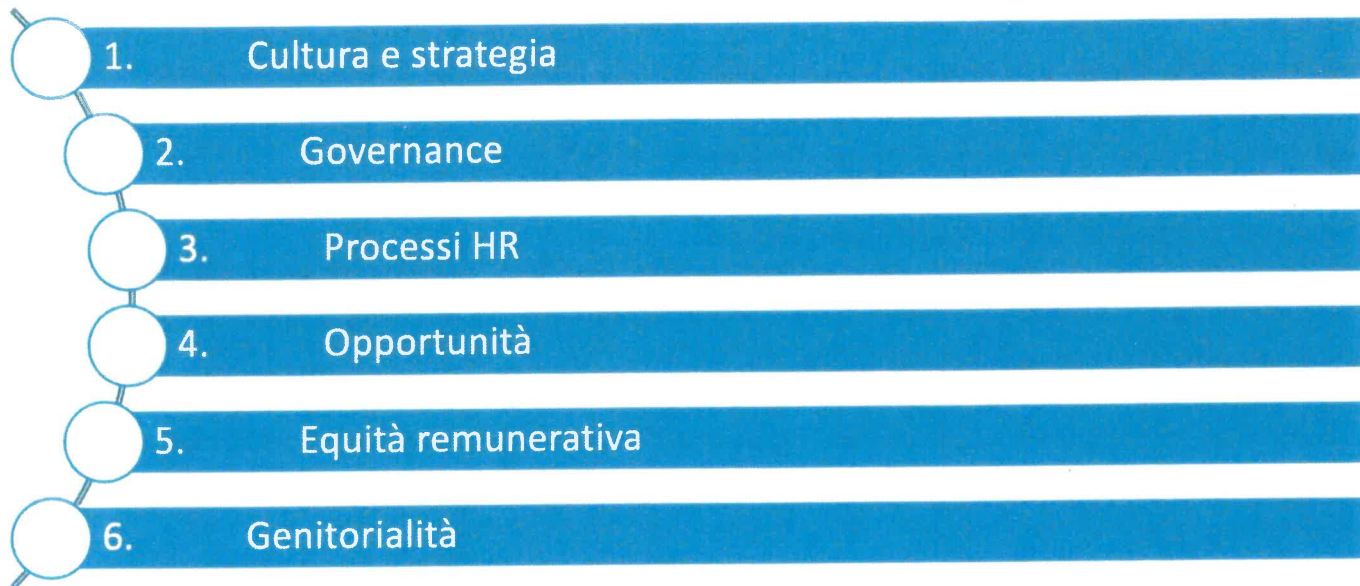 1. Cultura e strategia
2. Governance
3. Processi HR
4. Opportunità
5. Equità remunerativa
6. Genitorialità